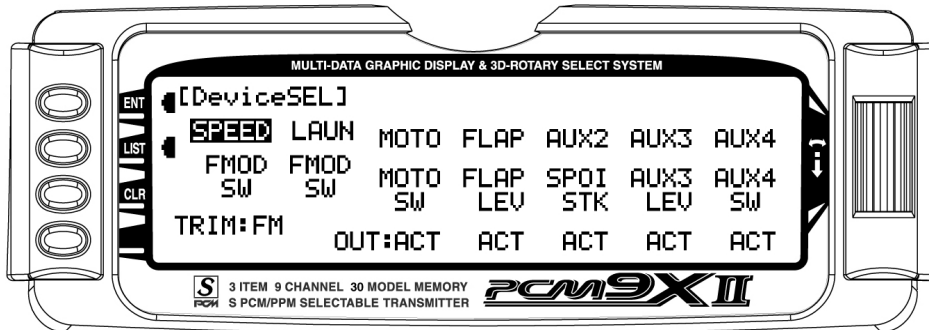 MULTI-DATA GRAPHIC DISPLAY & 3D-ROTARY SELECT SYSTEM
ENT
[DeviceSEL]
SPEED LAUN MOTO FLAP AUX2 AUX3 AUX4
LIST
FMOD FMOD MOTO FLAP SPOI AUX3 AUX4
CLR
SW SW SW LEV STK LEV SW
TRIM:FM
OUT:ACT ACT ACT ACT ACT
S PCM
3 ITEM 9 CHANNEL 30 MODEL MEMORY
S PCM/PPM SELECTABLE TRANSMITTER
PCM9XII